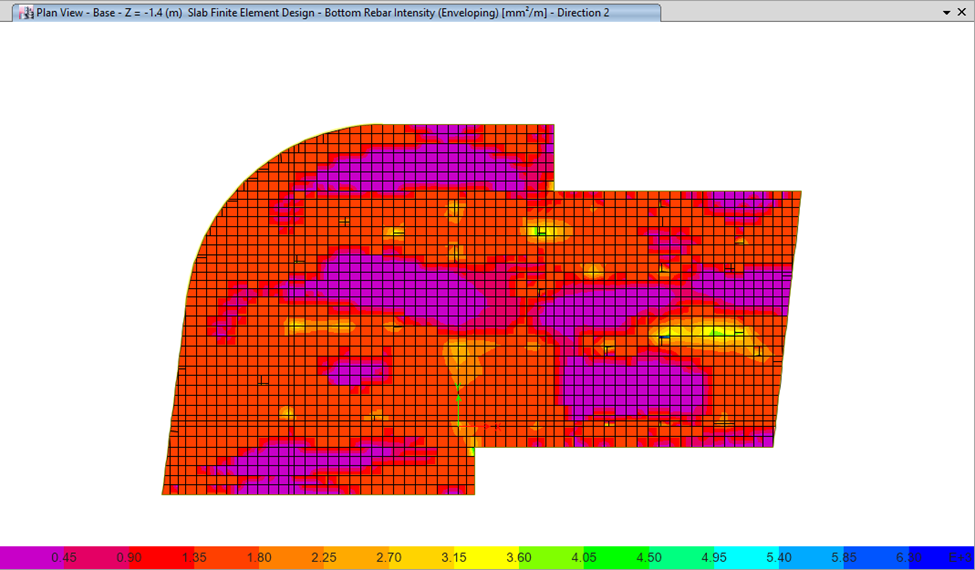 Plan View - Base - Z = -1.4 (m) Slab Finite Element Design - Bottom Rebar Intensity (Enveloping) [mm²/m] - Direction 2
0.45 0.90 1.35 1.80 2.25 2.70 3.15 3.60 4.05 4.50 4.95 5.40 5.85